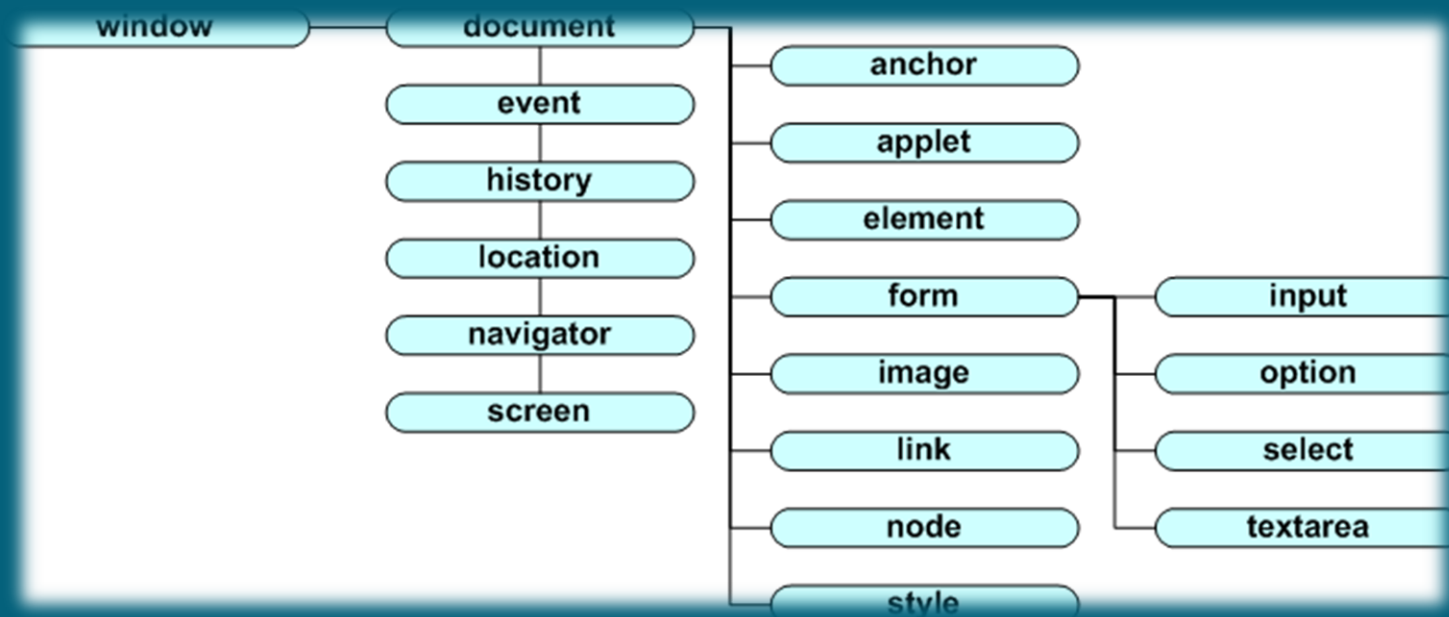 window
document
event
history
location
navigator
screen
anchor
applet
element
form
image
link
node
style
input
option
select
textarea